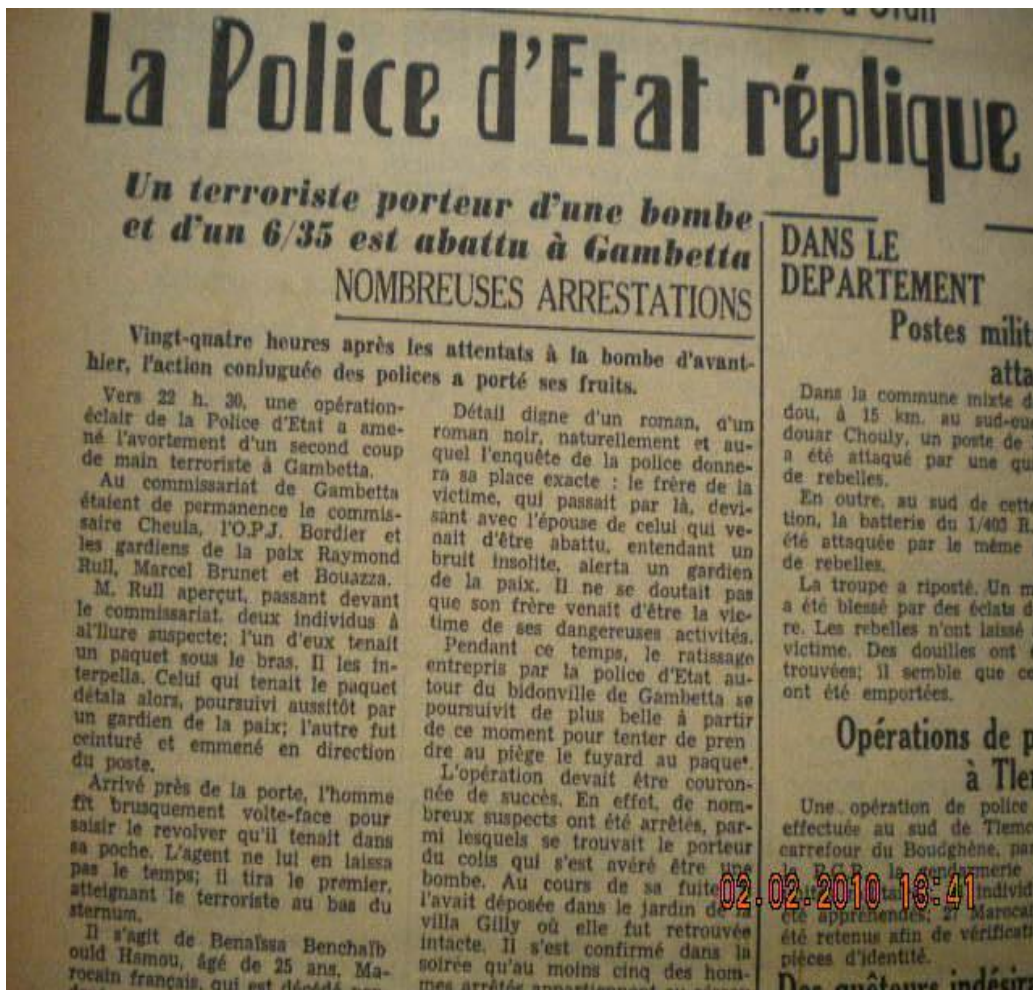 La Police d'Etat réplique
Un terroriste porteur d'une bombe
et d'un 6/35 est abattu à Gambetta
NOMBREUSES ARRESTATIONS
Vingt-quatre heures après les attentats à la bombe d'avant-
hier, l'action conjuguée des polices a porté ses fruits.
Vers 22 h. 30, une opération-
éclair de la Police d'Etat a ame-
né l'avortement d'un second coup
de main terroriste à Gambetta.
Au commissariat de Gambetta
étaient de permanence le commis-
saire Cheula, l'O.P.J. Bordier et
les gardiens de la paix Raymond
Rull, Marcel Brunet et Bouazza.
M. Rull aperçut, passant devant
le commissariat, deux individus à
al'llure suspecte; l'un d'eux tenait
un paquet sous le bras. Il les in-
terpella. Celui qui tenait le paquet
détala alors, poursuivi aussitôt par
un gardien de la paix; l'autre fut
ceinturé et emmené en direction
du poste.
Arrivé près de la porte, l'homme
fit brusquement volte-face pour
saisir le revolver qu'il tenait dans
sa poche. L'agent ne lui en laissa
pas le temps; il tira le premier,
atteignant le terroriste au bas du
sternum.
Il s'agit de Benaïssa Benchaïb
ould Hamou, âgé de 25 ans, Ma-
rocain français, qui est décédé
Détail digne d'un roman, d'un
roman noir, naturellement et au-
quel l'enquête de la police donne-
ra sa place exacte : le frère de la
victime, qui passait par là, devi-
sant avec l'épouse de celui qui ve-
nait d'être abattu, entendant un
bruit insolite, alerta un gardien
de la paix. Il ne se doutait pas
que son frère venait d'être la vic-
time de ses dangereuses activités.
Pendant ce temps, le ratissage
entrepris par la police d'Etat au-
tour du bidonville de Gambetta se
poursuivit de plus belle à partir
de ce moment pour tenter de pren
dre au piège le fuyard au paquet.
L'opération devait être couron-
née de succès. En effet, de nom-
breux suspects ont été arrêtés, par-
mi lesquels se trouvait le porteur
du colis qui s'est avéré être une
bombe. Au cours de sa fuite
l'avait déposée dans le jardin de la
villa Gilly où elle fut retrouvée
intacte. Il s'est confirmé dans la
soirée qu'au moins cinq des hom-
mes arrêtés
DANS LE
DEPARTEMENT
Postes milit
atta
Dans la commune mixte d
dou, à 15 km. au sud-oue
douar Chouly, un poste de
a été attaqué par une qu
de rebelles.
En outre, au sud de cette
tion, la batterie du 1/403 R
été attaquée par le même
de rebelles.
La troupe a riposté. Un m
a été blessé par des éclats d
re. Les rebelles n'ont laissé
victime. Des douilles ont
trouvées; il semble que ce
ont été emportées.
Opérations de p
à Tle
Une opération de police
effectuée au sud de Tlem
carrefour du Boudghène, par
gendarmerie
individ
été appréhendés; 27 Maroca
été retenus afin de vérificati
pièces d'identité.
02.02.2010 13:41